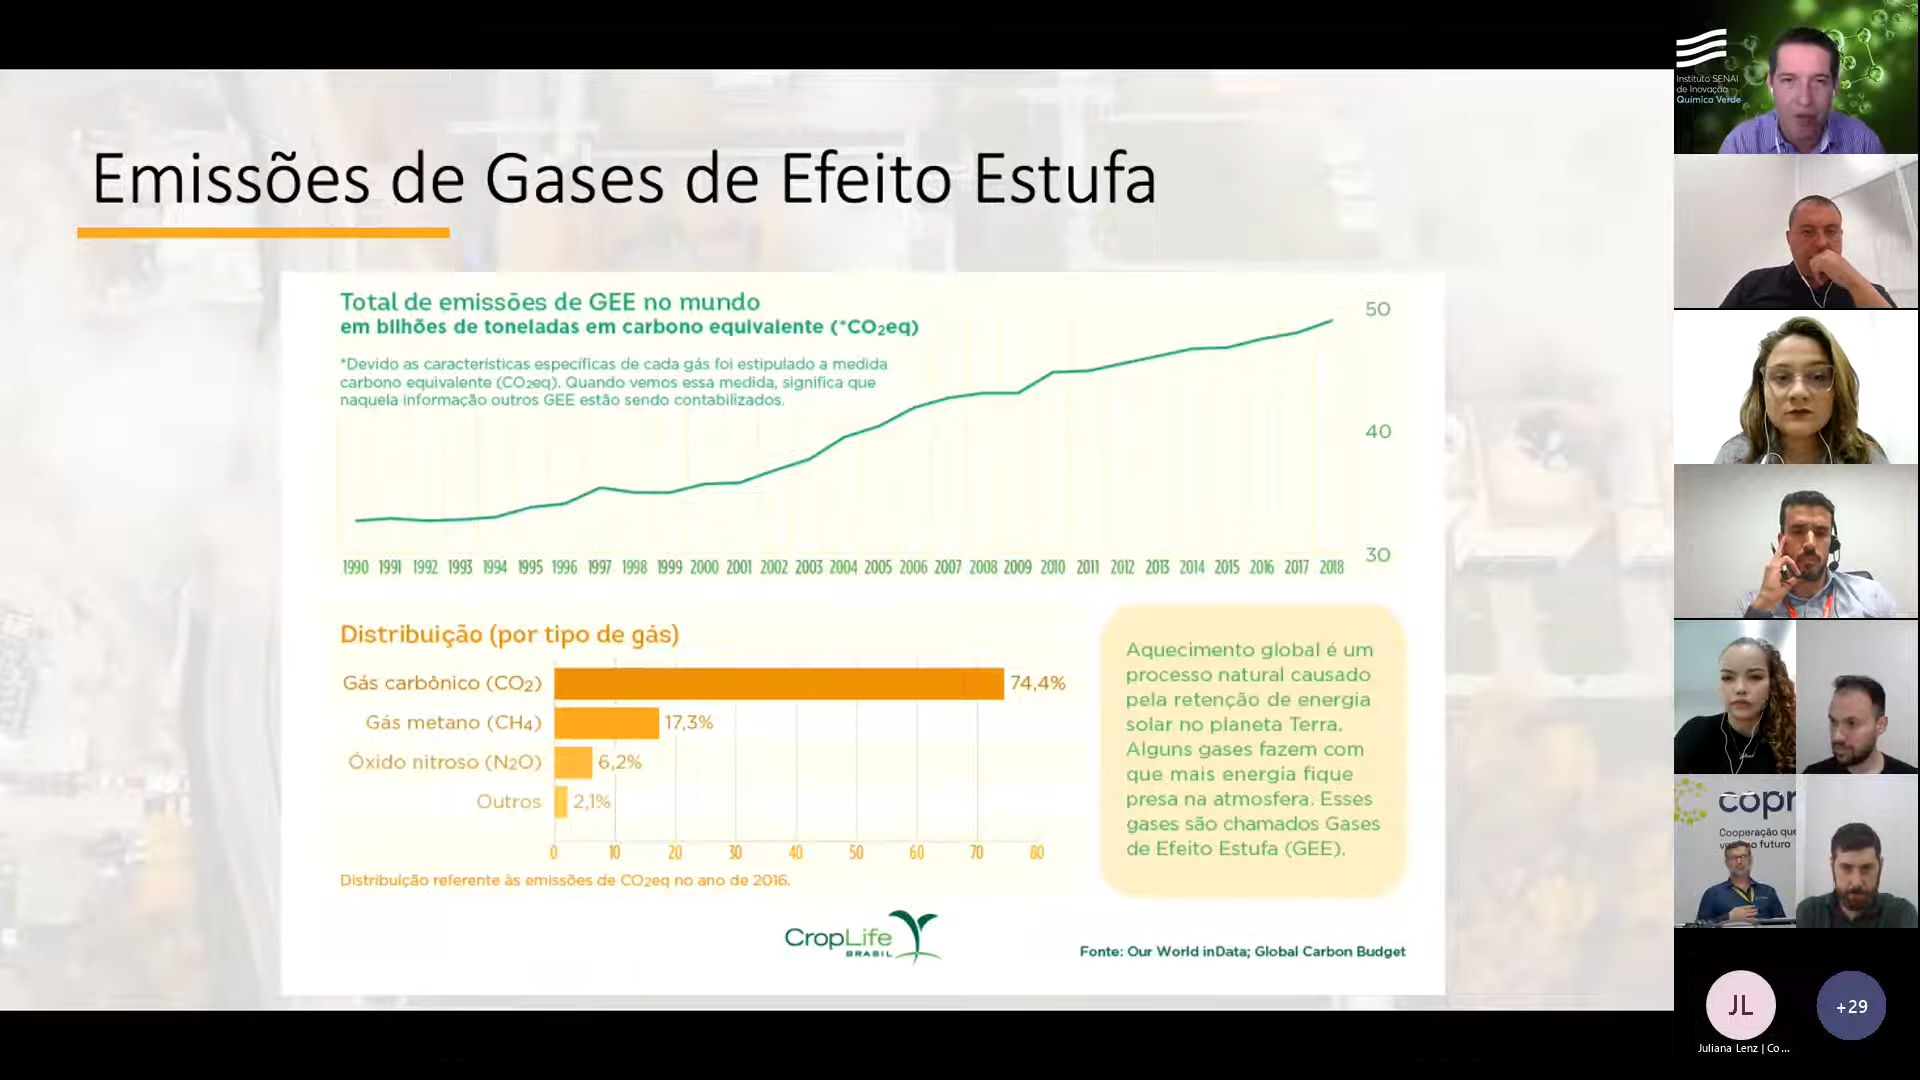 Emissões de Gases de Efeito Estufa
Total de emissões de GEE no mundo
em bilhões de toneladas em carbono equivalente (*CO₂eq)
*Devido as características específicas de cada gás foi estipulado a medida
carbono equivalente (CO₂eq). Quando vemos essa medida, significa que
naquela informação outros GEE estão sendo contabilizados.
50
40
30
1990 1991 1992 1993 1994 1995 1996 1997 1998 1999 2000 2001 2002 2003 2004 2005 2006 2007 2008 2009 2010 2011 2012 2013 2014 2015 2016 2017 2018
Distribuição (por tipo de gás)
Gás carbônico (CO₂) 74,4%
Gás metano (CH₄) 17,3%
Óxido nitroso (N₂O) 6,2%
Outros 2,1%
0 10 20 30 40 50 60 70 80
Distribuição referente às emissões de CO₂eq no ano de 2016.
Aquecimento global é um
processo natural causado
pela retenção de energia
solar no planeta Terra.
Alguns gases fazem com
que mais energia fique
presa na atmosfera. Esses
gases são chamados Gases
de Efeito Estufa (GEE).
CropLife
BRASIL
Fonte: Our World inData; Global Carbon Budget
Instituto SENAI
de Inovação
Química Verde
copr
Cooperação que
futuro
JL
+29
Juliana Lenz | Co...